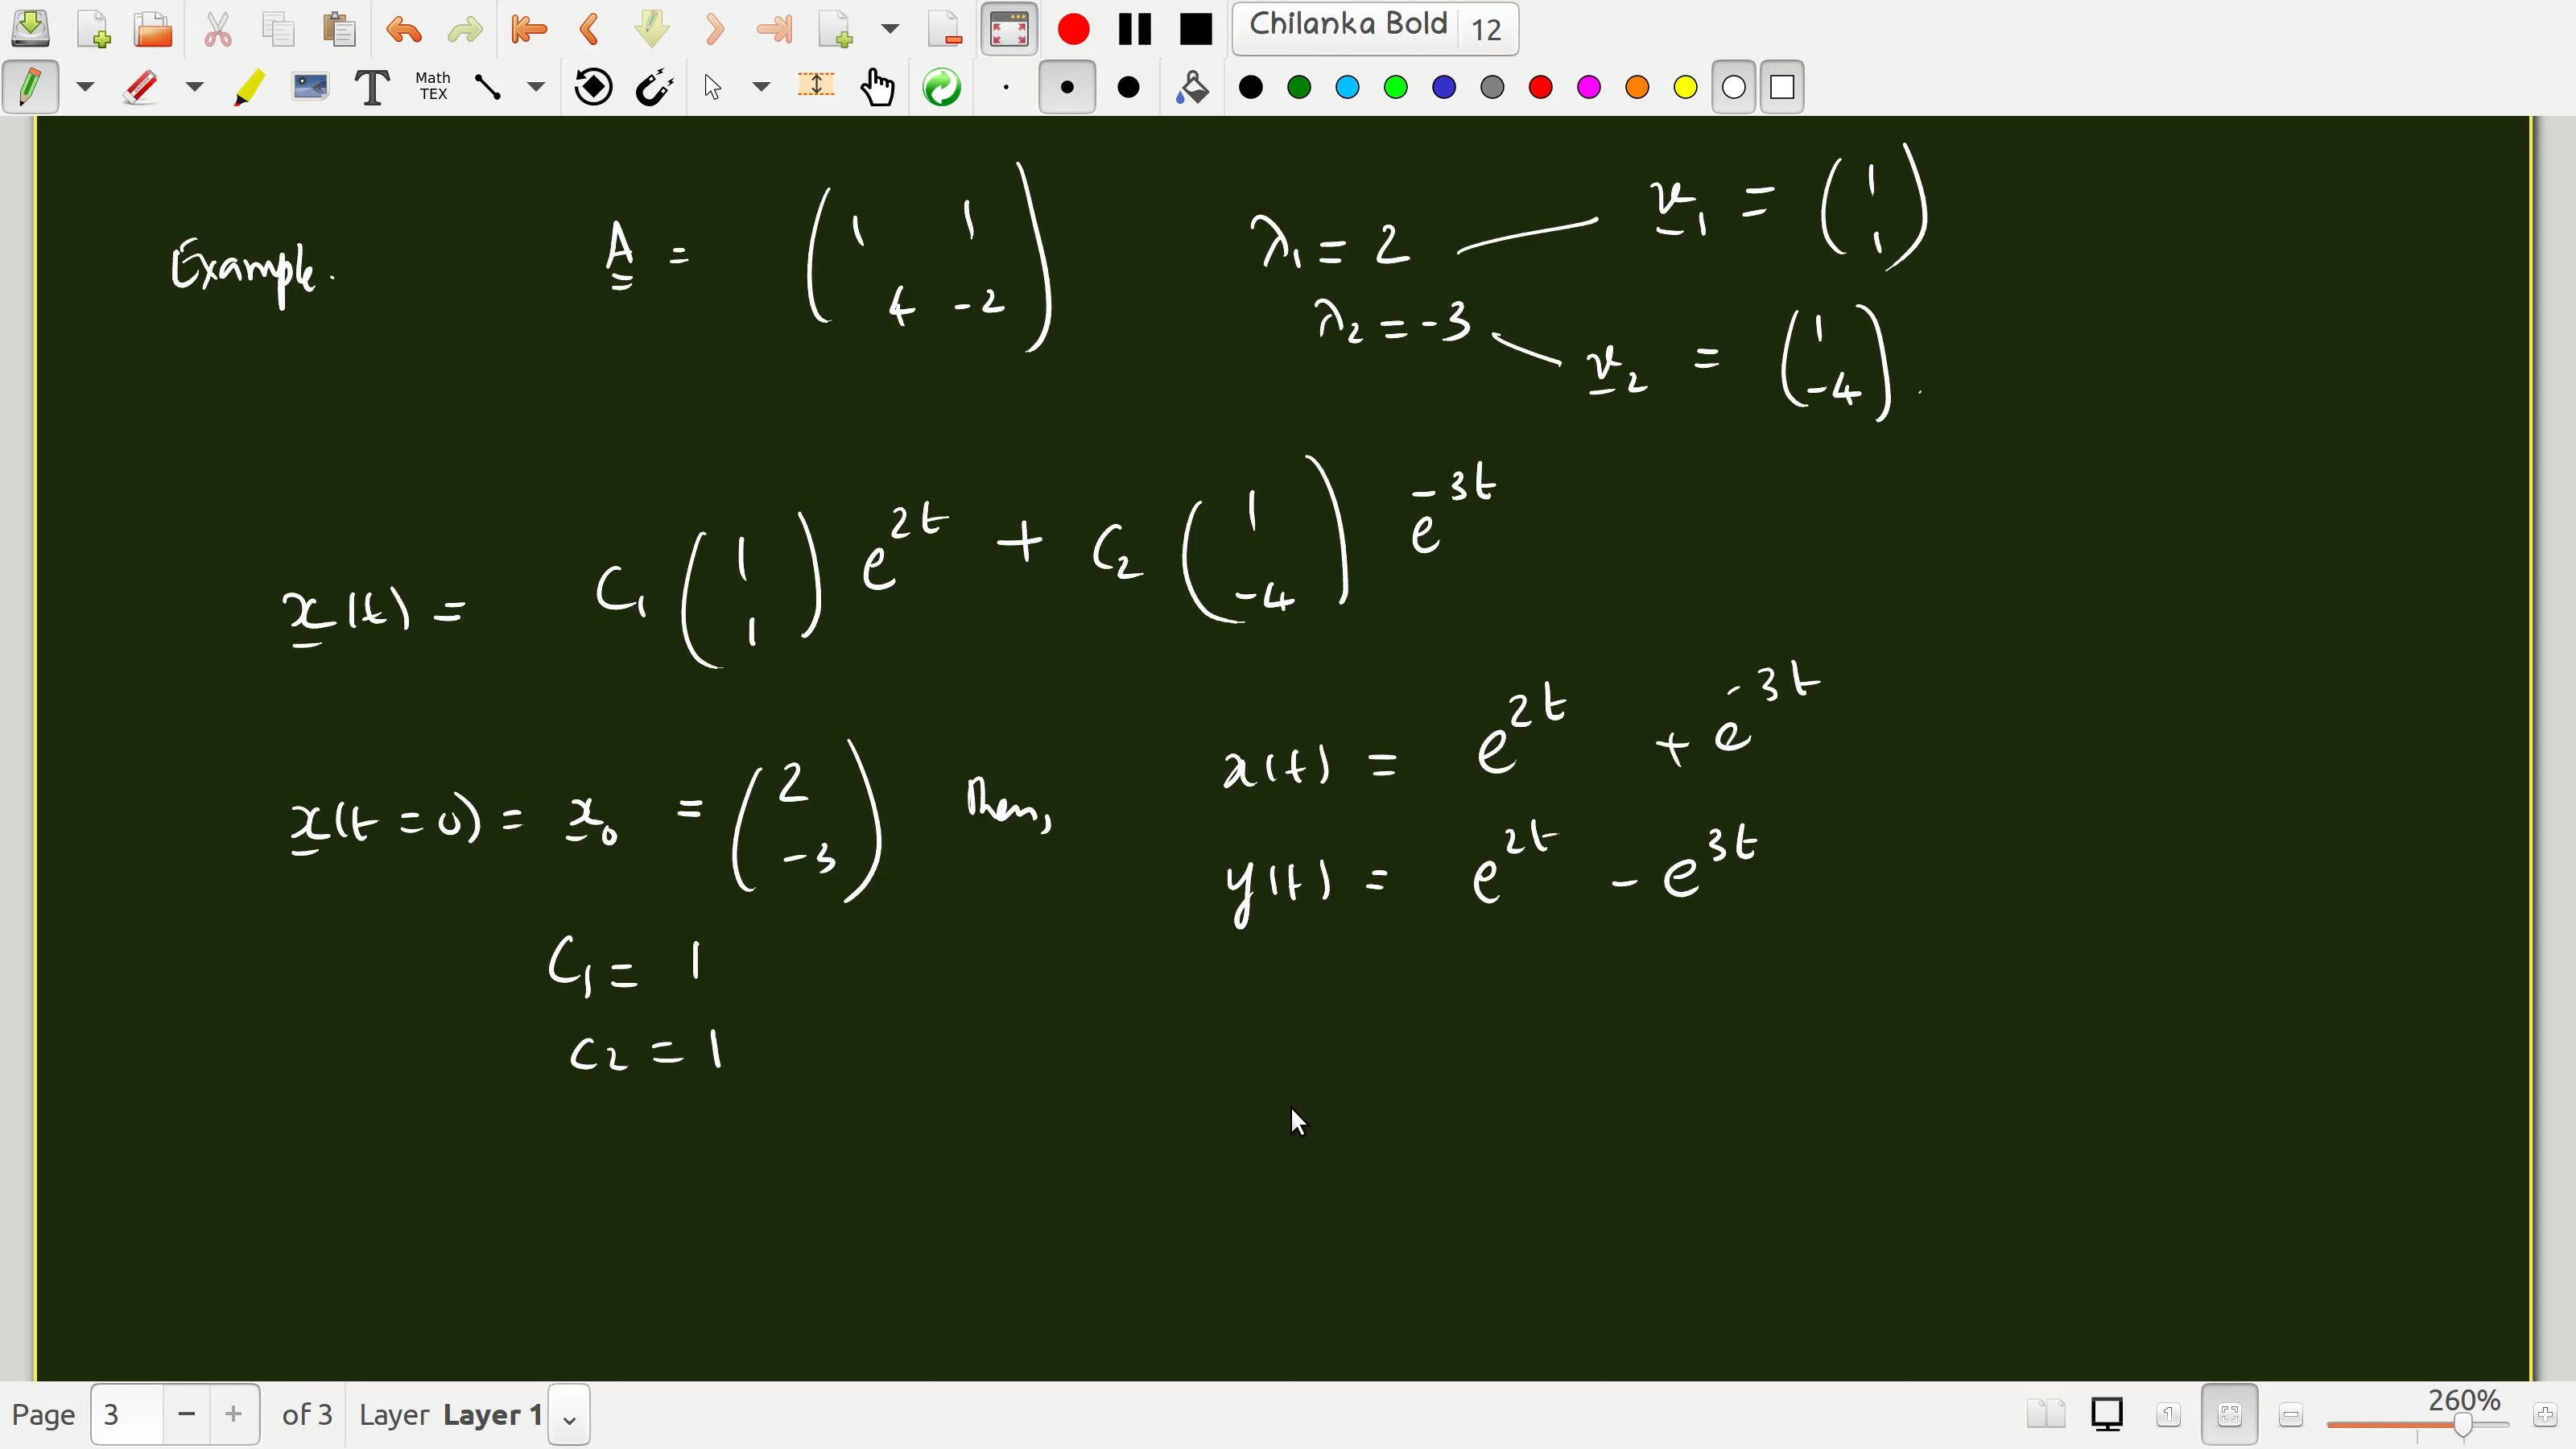 Chilanka Bold 12
Math TEX
Example. A = ( 1 1 4 -2 ) λ₁ = 2 v₁ = ( 1 1 )
λ₂ = -3 v₂ = ( 1 -4 ).
x(t) = C₁ ( 1 1 ) e^{2t} + C₂ ( 1 -4 ) e^{-3t}
x(t = 0) = x₀ = ( 2 -3 ) Then,
x(t) = e^{2t} + e^{-3t}
y(t) = e^{2t} - e^{3t}
C₁ = 1
C₂ = 1
Page 3 - + of 3 Layer Layer 1 1 260%